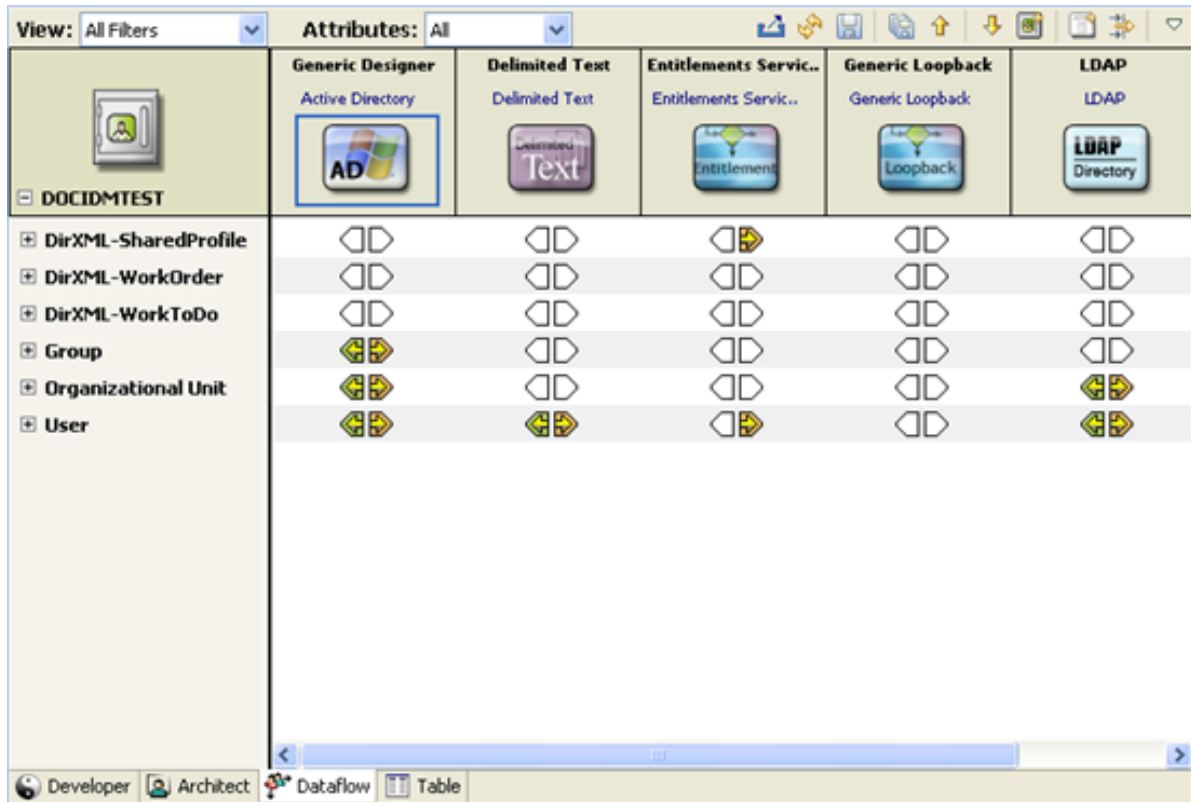 View: All Filters Attributes: All
Generic Designer Delimited Text Entitlements Servic... Generic Loopback LDAP
Active Directory Delimited Text Entitlements Servic... Generic Loopback LDAP
AD Delimited Text Entitlement Loopback LDAP Directory
DOCIDMTEST
DirXML-SharedProfile
DirXML-WorkOrder
DirXML-WorkToDo
Group
Organizational Unit
User
Developer Architect Dataflow Table